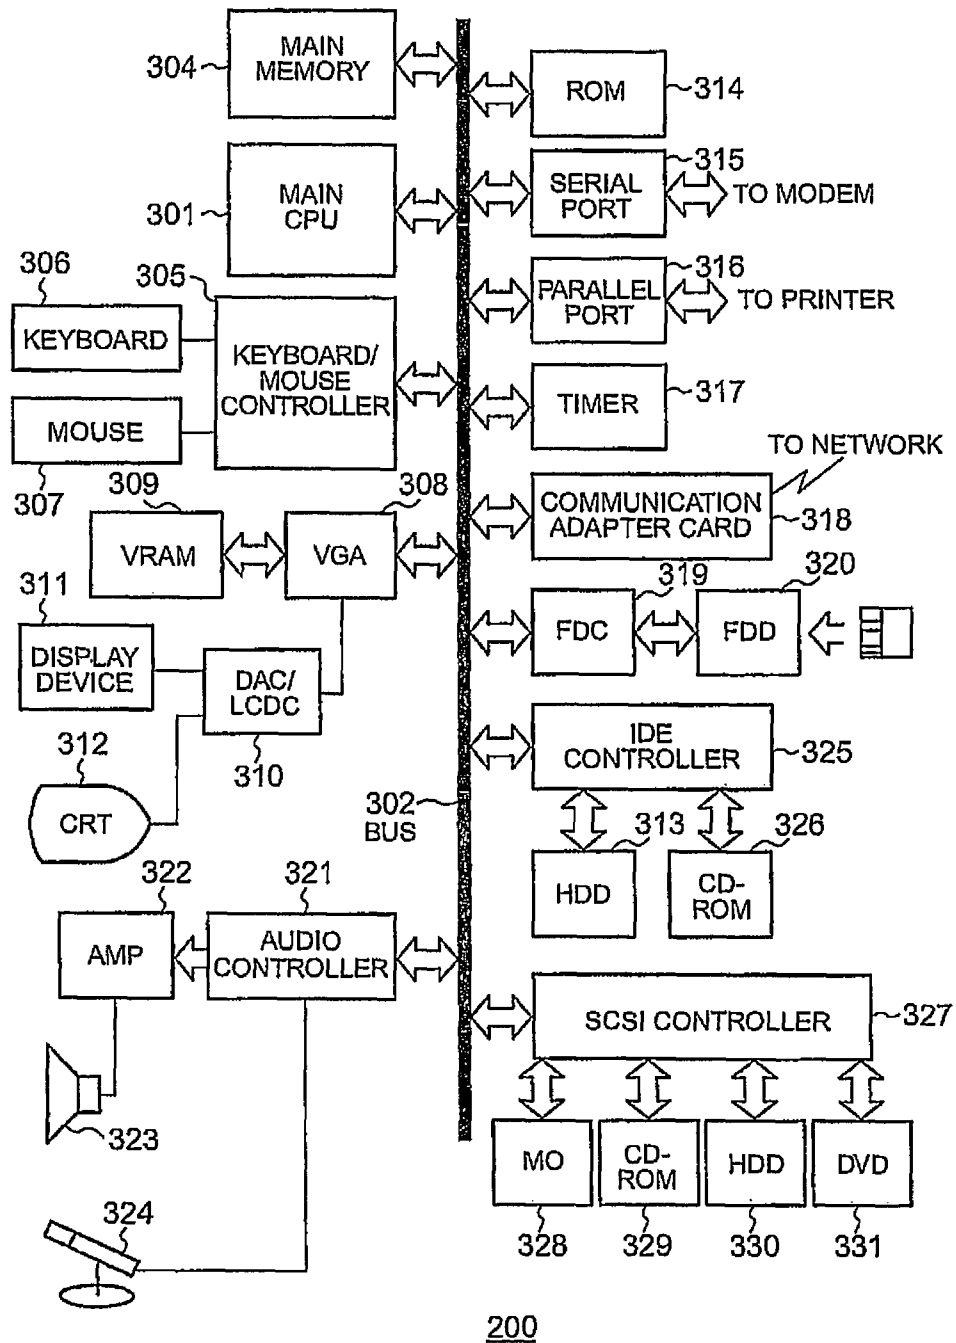 MAIN
MEMORY
304
ROM
314
MAIN
CPU
301
315
SERIAL
PORT
TO MODEM
316
PARALLEL
PORT
TO PRINTER
306
KEYBOARD
305
KEYBOARD/
MOUSE
CONTROLLER
MOUSE
307
TIMER
317
TO NETWORK
COMMUNICATION
ADAPTER CARD
318
309
VRAM
308
VGA
319
FDC
320
FDD
311
DISPLAY
DEVICE
DAC/
LCDC
310
312
CRT
302
BUS
IDE
CONTROLLER
325
313
HDD
326
CD-
ROM
322
AMP
321
AUDIO
CONTROLLER
323
324
SCSI CONTROLLER
327
MO
CD-
ROM
HDD
DVD
328
329
330
331
200